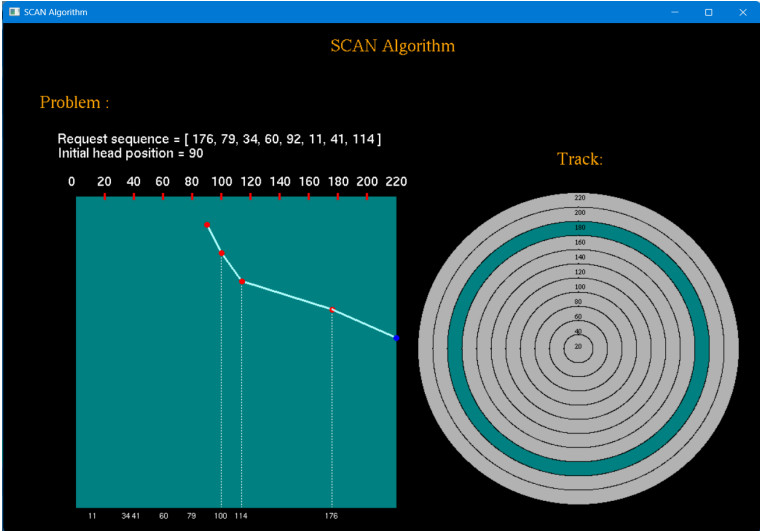 SCAN Algorithm
SCAN Algorithm
Problem :
Request sequence = [ 176, 79, 34, 60, 92, 11, 41, 114 ]
Initial head position = 90
Track:
0 20 40 60 80 100 120 140 160 180 200 220
220
200
180
160
140
120
100
80
60
40
20
11 34 41 60 79 100 114 176